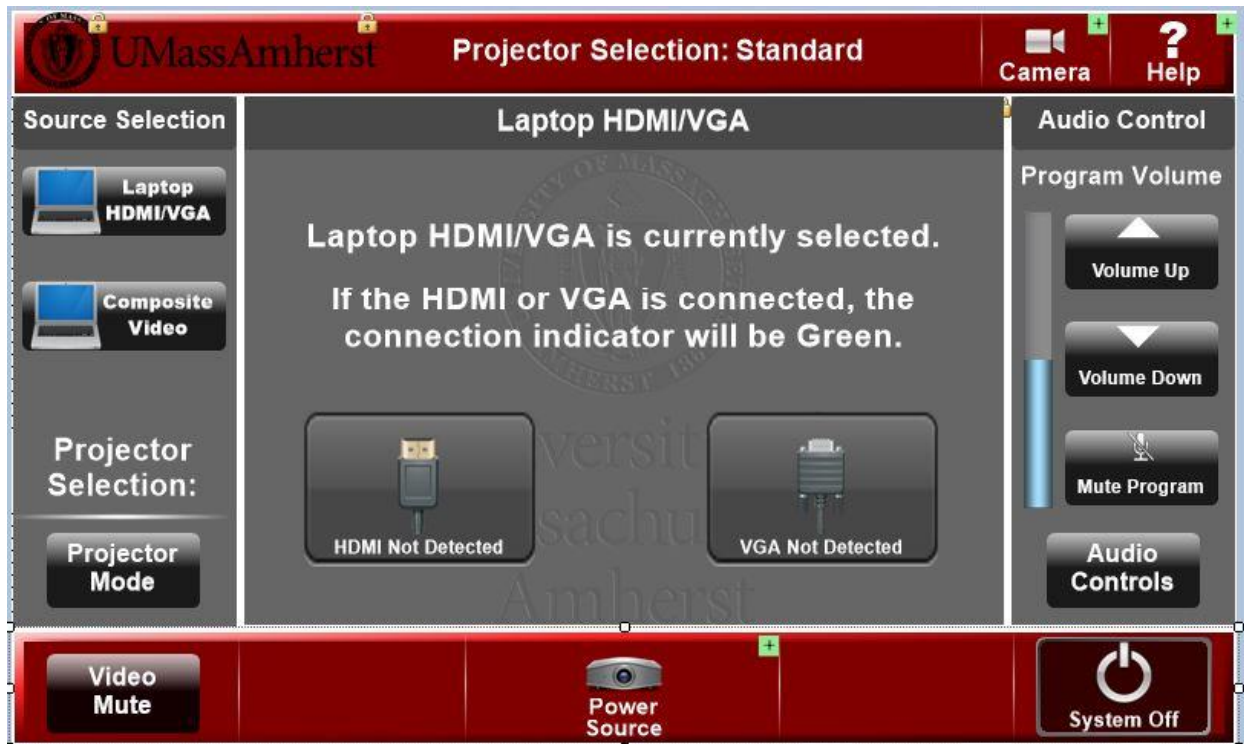 UMassAmherst
Projector Selection: Standard
Camera
Help
Source Selection
Laptop
HDMI/VGA
Composite
Video
Projector
Selection:
Projector
Mode
Laptop HDMI/VGA
Laptop HDMI/VGA is currently selected.
If the HDMI or VGA is connected, the
connection indicator will be Green.
HDMI Not Detected
VGA Not Detected
Amherst
Audio Control
Program Volume
Volume Up
Volume Down
Mute Program
Audio
Controls
Video
Mute
Power
Source
System Off